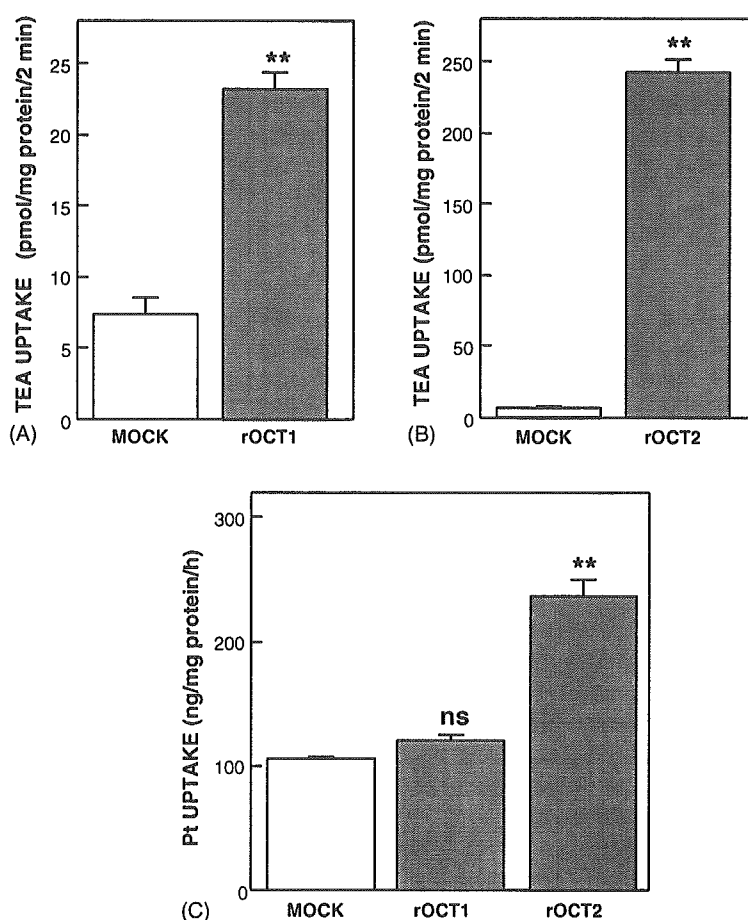 TEA UPTAKE (pmol/mg protein/2 min)
25
20
15
10
5
0
**
(A)
MOCK
rOCT1
TEA UPTAKE (pmol/mg protein/2 min)
250
200
150
100
50
0
**
(B)
MOCK
rOCT2
Pt UPTAKE (ng/mg protein/h)
300
200
100
0
ns
**
(C)
MOCK
rOCT1
rOCT2